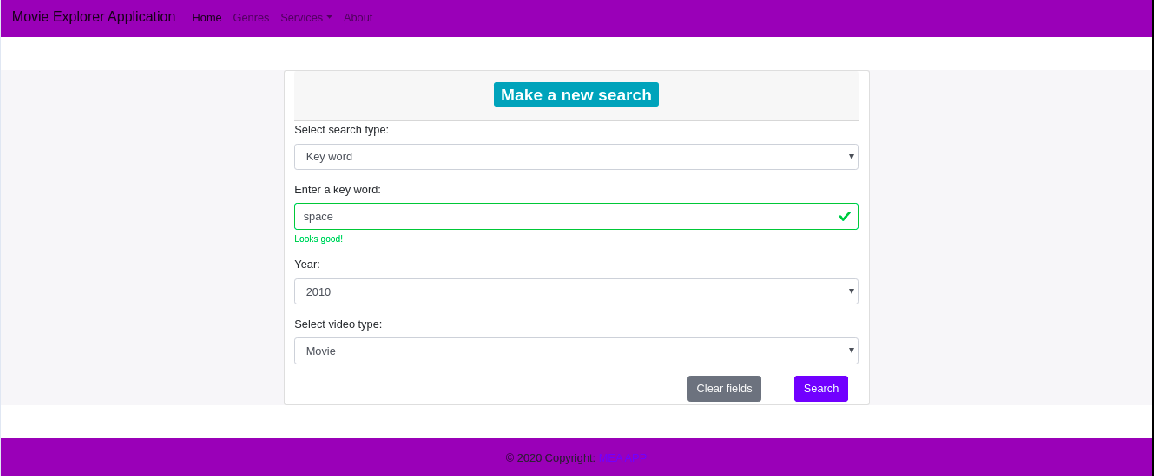 Movie Explorer Application Home Genres Services About
Make a new search
Select search type:
Key word
Enter a key word:
space
Looks good!
Year:
2010
Select video type:
Movie
Clear fields Search
© 2020 Copyright: